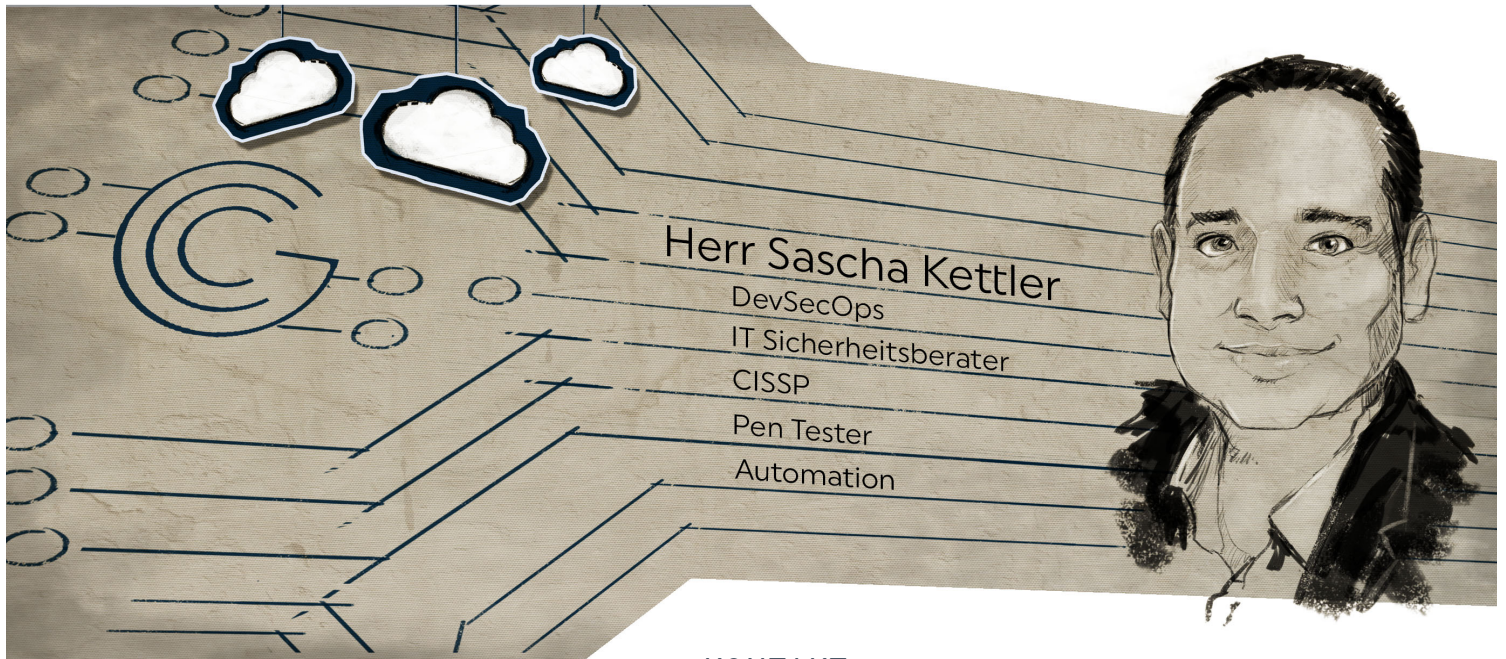 Herr Sascha Kettler
DevSecOps
IT Sicherheitsberater
CISSP
Pen Tester
Automation